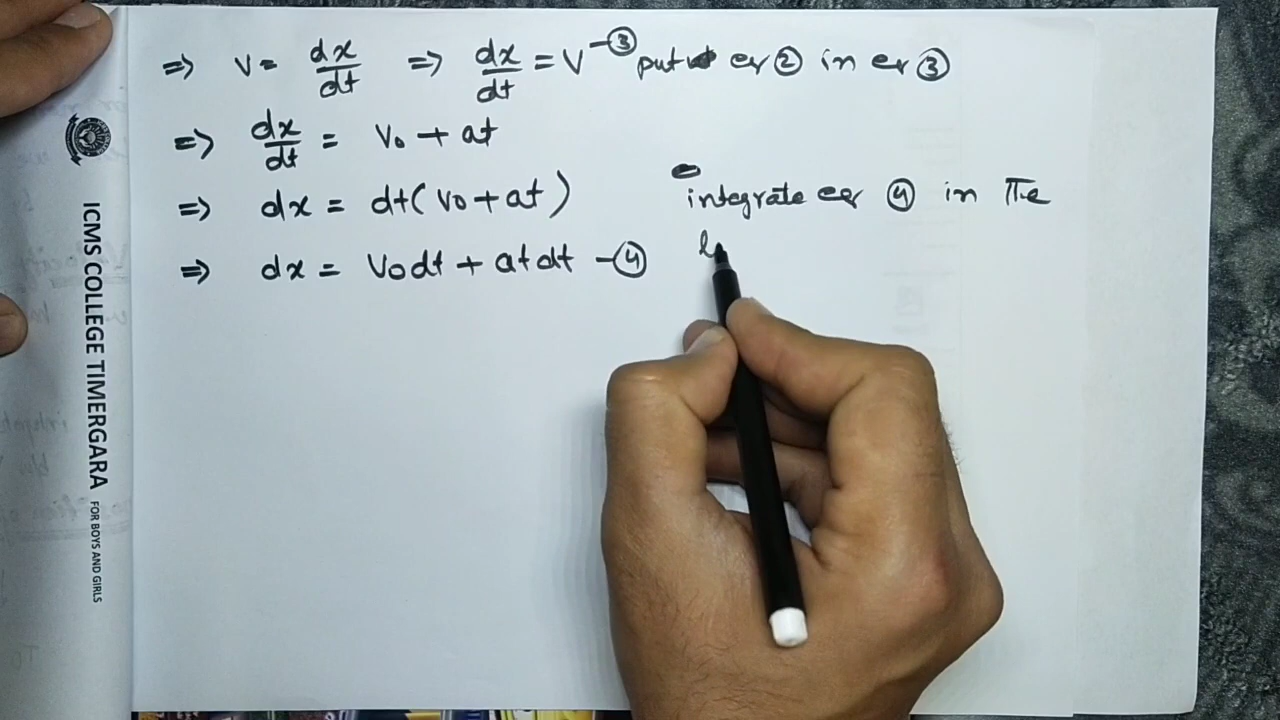 ⇒ V = dx/dt ⇒ dx/dt = V —③ put eq ② in eq ③
⇒ dx/dt = V₀ + at
⇒ dx = dt(V₀ + at)
integrate eq ④ in the
⇒ dx = V₀dt + atdt —④
ICMS COLLEGE TIMERGARA FOR BOYS AND GIRLS